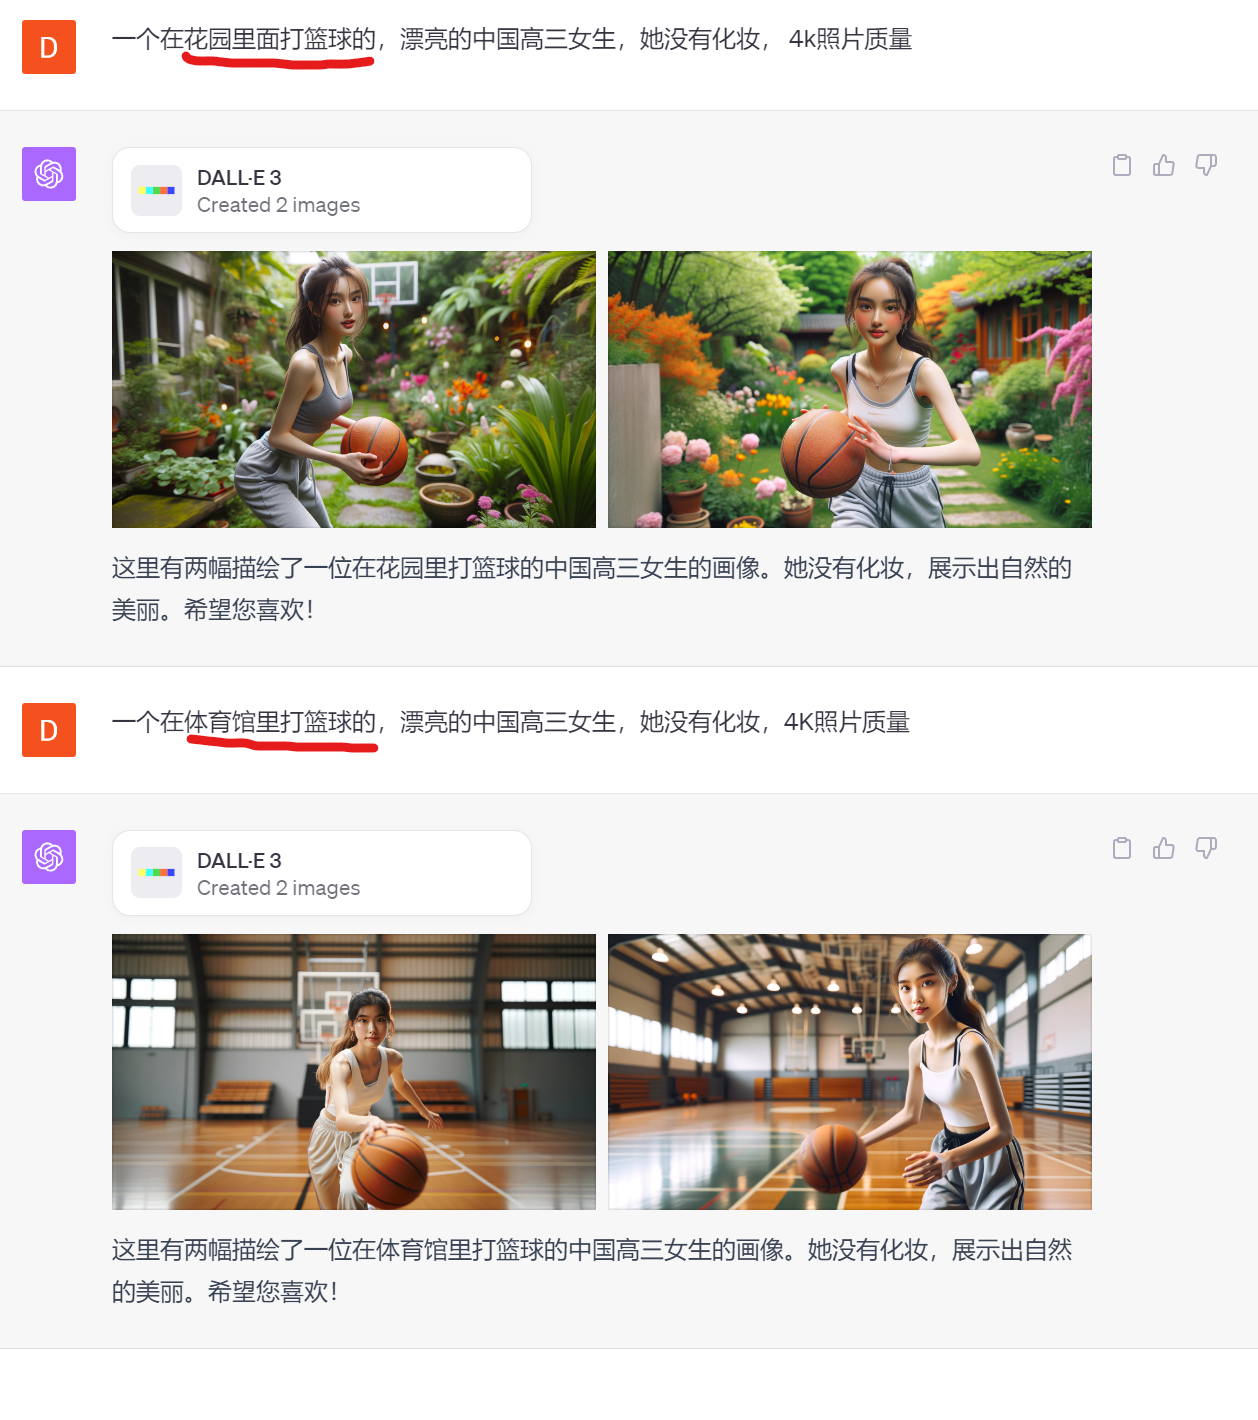 D
一个在花园里面打篮球的，漂亮的中国高三女生，她没有化妆， 4k照片质量
DALL·E 3
Created 2 images
这里有两幅描绘了一位在花园里打篮球的中国高三女生的画像。她没有化妆，展示出自然的
美丽。希望您喜欢！
D
一个在体育馆里打篮球的，漂亮的中国高三女生，她没有化妆，4K照片质量
DALL·E 3
Created 2 images
这里有两幅描绘了一位在体育馆里打篮球的中国高三女生的画像。她没有化妆，展示出自然
的美丽。希望您喜欢！